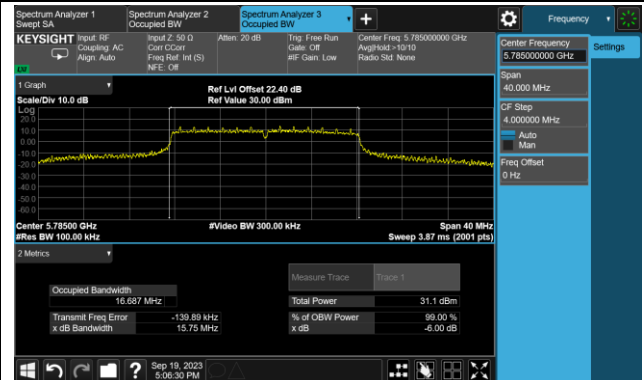 Spectrum Analyzer 1
Swept SA
Spectrum Analyzer 2
Occupied BW
Spectrum Analyzer 3
Occupied BW
Frequency
KEYSIGHT
Input: RF
Coupling: AC
Align: Auto
Input Z: 50 Ω
Corr CCorr
Freq Ref: Int (S)
NFE: Off
Atten: 20 dB
Trig: Free Run
Gate: Off
#IF Gain: Low
Center Freq: 5.785000000 GHz
Avg|Hold:>10/10
Radio Std: None
Center Frequency
5.785000000 GHz
Settings
Span
40.000 MHz
CF Step
4.000000 MHz
Auto
Man
Freq Offset
0 Hz
1 Graph
Scale/Div 10.0 dB
Ref Lvl Offset 22.40 dB
Ref Value 30.00 dBm
Log
20.0
10.0
0.00
-10.0
-20.0
-30.0
-40.0
-50.0
-60.0
Center 5.78500 GHz
#Res BW 100.00 kHz
#Video BW 300.00 kHz
Span 40 MHz
Sweep 3.87 ms (2001 pts)
2 Metrics
Measure Trace
Trace 1
Occupied Bandwidth
16.687 MHz
Total Power
31.1 dBm
Transmit Freq Error
-139.89 kHz
% of OBW Power
99.00 %
x dB Bandwidth
15.75 MHz
x dB
-6.00 dB
Sep 19, 2023
5:06:30 PM